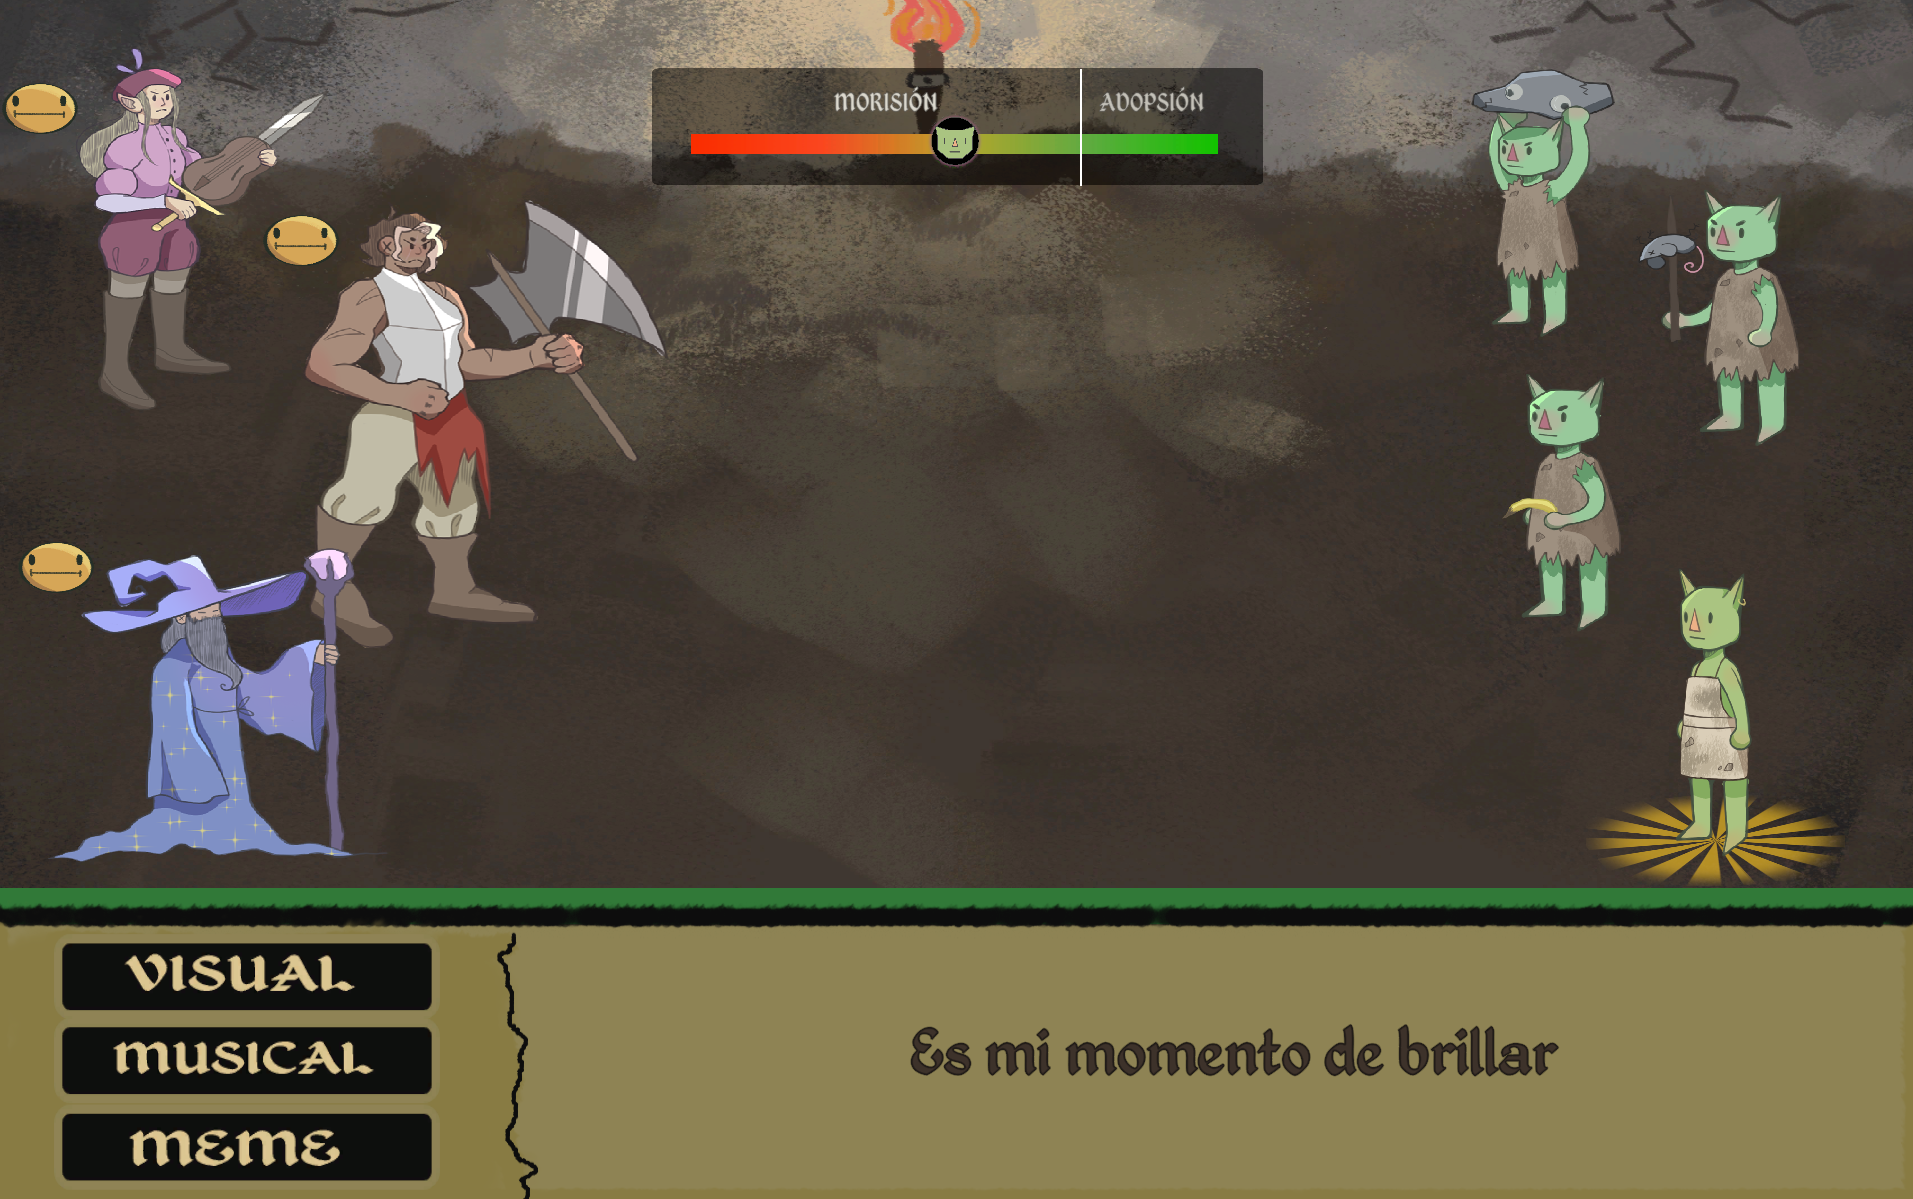 MORISIÓN
ADOPSIÓN
VISUAL
MUSICAL
MEME
Es mi momento de brillar